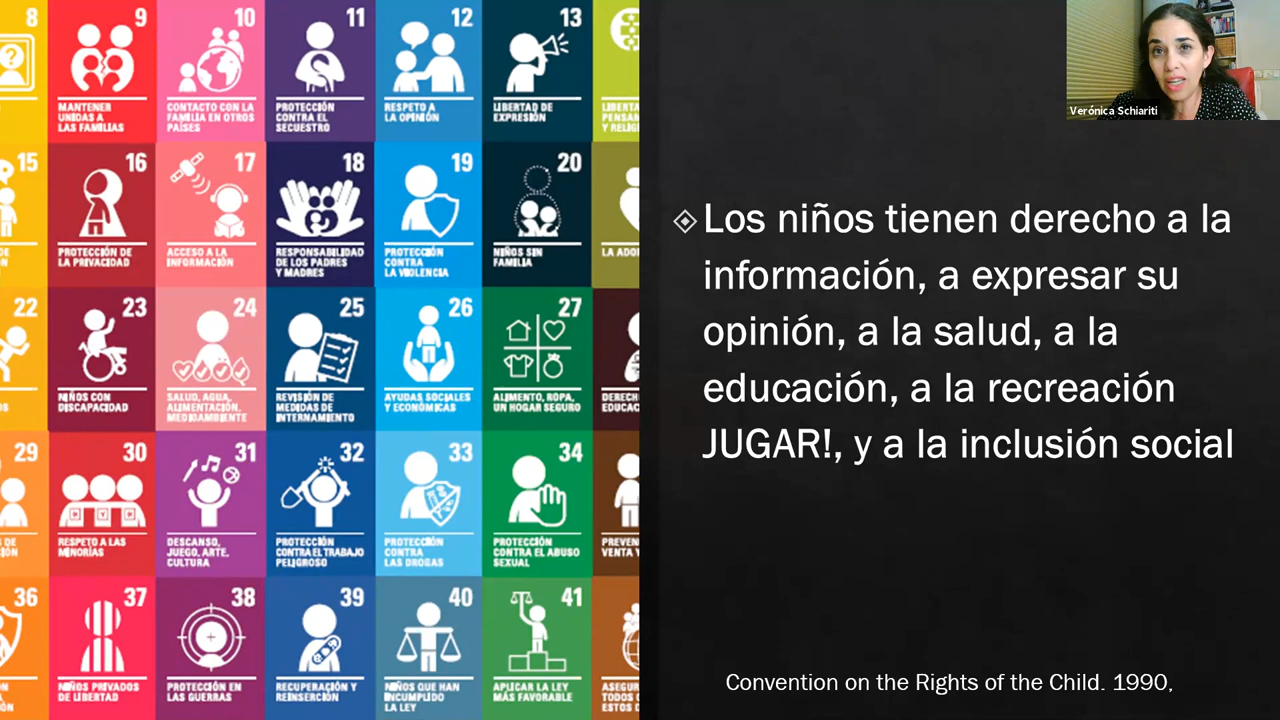 8
9
MANTENER
UNIDAS A
LAS FAMILIAS
10
CONTACTO CON LA
FAMILIA EN OTROS
PAÍSES
11
PROTECCIÓN
CONTRA EL
SECUESTRO
12
RESPETO A
LA OPINIÓN
13
LIBERTAD DE
EXPRESIÓN
15
16
PROTECCIÓN DE
LA PRIVACIDAD
17
ACCESO A LA
INFORMACIÓN
18
RESPONSABILIDAD
DE LOS PADRES
Y MADRES
19
PROTECCIÓN
CONTRA
LA VIOLENCIA
20
NIÑOS SIN
FAMILIA
22
23
NIÑOS CON
DISCAPACIDAD
24
SALUD, AGUA,
ALIMENTACIÓN,
MEDIOAMBIENTE
25
REVISIÓN DE
MEDIDAS DE
INTERNAMIENTO
26
AYUDAS SOCIALES
Y ECONÓMICAS
27
ALIMENTO, ROPA,
UN HOGAR SEGURO
29
30
RESPETO A LAS
MINORÍAS
31
DESCANSO,
JUEGO, ARTE,
CULTURA
32
PROTECCIÓN
CONTRA EL TRABAJO
PELIGROSO
33
PROTECCIÓN
CONTRA
LAS DROGAS
34
PROTECCIÓN
CONTRA EL ABUSO
SEXUAL
36
37
NIÑOS PRIVADOS
DE LIBERTAD
38
PROTECCIÓN EN
LAS GUERRAS
39
RECUPERACIÓN Y
REINSERCIÓN
40
NIÑOS QUE HAN
INCUMPLIDO
LA LEY
41
APLICAR LA LEY
MÁS FAVORABLE
Verónica Schiariti
Los niños tienen derecho a la
información, a expresar su
opinión, a la salud, a la
educación, a la recreación
JUGAR!, y a la inclusión social
Convention on the Rights of the Child. 1990,